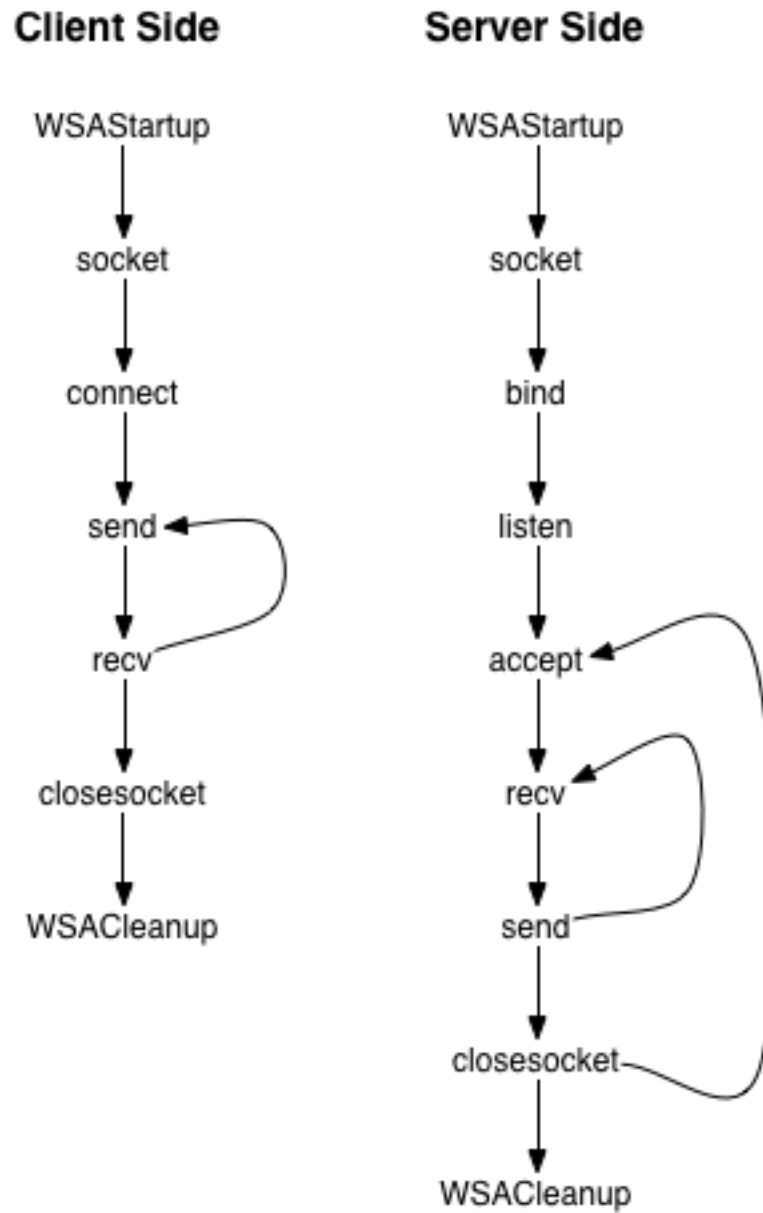 Client Side
WSAStartup
socket
connect
send
recv
closesocket
WSACleanup
Server Side
WSAStartup
socket
bind
listen
accept
recv
send
closesocket
WSACleanup